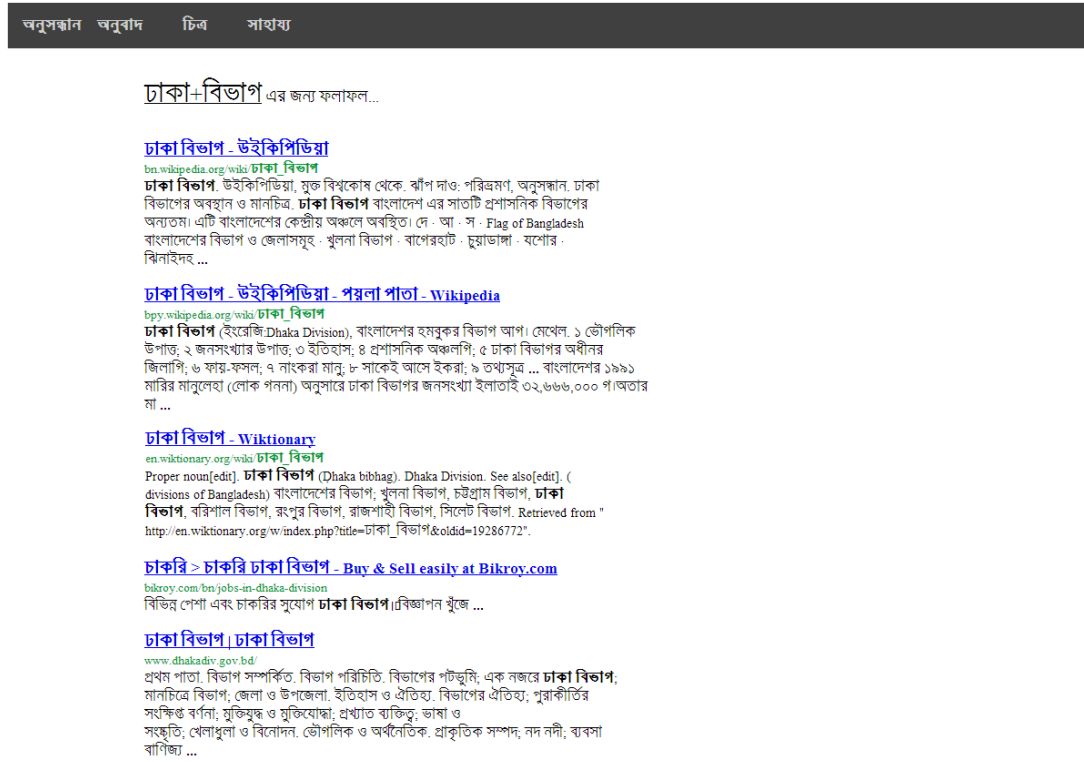 অনুসন্ধান অনুবাদ চিত্র সাহায্য
ঢাকা+বিভাগ এর জন্য ফলাফল...
ঢাকা বিভাগ - উইকিপিডিয়া
bn.wikipedia.org/wiki/ঢাকা_বিভাগ
ঢাকা বিভাগ. উইকিপিডিয়া, মুক্ত বিশ্বকোষ থেকে. ঝাঁপ দাও: পরিভ্রমণ, অনুসন্ধান. ঢাকা
বিভাগের অবস্থান ও মানচিত্র. ঢাকা বিভাগ বাংলাদেশ এর সাতটি প্রশাসনিক বিভাগের
অন্যতম। এটি বাংলাদেশের কেন্দ্রীয় অঞ্চলে অবস্থিত। দে · আ · স · Flag of Bangladesh
বাংলাদেশের বিভাগ ও জেলাসমূহ · খুলনা বিভাগ · বাগেরহাট · চুয়াডাঙ্গা · যশোর ·
ঝিনাইদহ ...
ঢাকা বিভাগ - উইকিপিডিয়া - পয়লা পাতা - Wikipedia
bpy.wikipedia.org/wiki/ঢাকা_বিভাগ
ঢাকা বিভাগ (ইংরেজি:Dhaka Division), বাংলাদেশর হমবুকর বিভাগ আগ। মেথেল. ১ ভৌগলিক
উপাত্ত; ২ জনসংখ্যার উপাত্ত; ৩ ইতিহাস; ৪ প্রশাসনিক অঞ্চলগি; ৫ ঢাকা বিভাগর অধীনর
জিলাগি; ৬ ফায়-ফসল; ৭ নাংকরা মানু; ৮ সাকেই আসে ইকরা; ৯ তথ্যসূত্র ... বাংলাদেশর ১৯৯১
মারির মানুলেহা (লোক গননা) অনুসারে ঢাকা বিভাগর জনসংখ্যা ইলাতাই ৩২,৬৬৬,০০০ গ।অতার
মা ...
ঢাকা বিভাগ - Wiktionary
en.wiktionary.org/wiki/ঢাকা_বিভাগ
Proper noun[edit]. ঢাকা বিভাগ (Ḍhaka bibhag). Dhaka Division. See also[edit]. (
divisions of Bangladesh) বাংলাদেশের বিভাগ; খুলনা বিভাগ, চট্টগ্রাম বিভাগ, ঢাকা
বিভাগ, বরিশাল বিভাগ, রংপুর বিভাগ, রাজশাহী বিভাগ, সিলেট বিভাগ. Retrieved from "
http://en.wiktionary.org/w/index.php?title=ঢাকা_বিভাগ&oldid=19286772".
চাকরি > চাকরি ঢাকা বিভাগ - Buy & Sell easily at Bikroy.com
bikroy.com/bn/jobs-in-dhaka-division
বিভিন্ন পেশা এবং চাকরির সুযোগ ঢাকা বিভাগ।বিজ্ঞাপন খুঁজে ...
ঢাকা বিভাগ | ঢাকা বিভাগ
www.dhakadiv.gov.bd/
প্রথম পাতা. বিভাগ সম্পর্কিত. বিভাগ পরিচিতি. বিভাগের পটভুমি; এক নজরে ঢাকা বিভাগ;
মানচিত্রে বিভাগ; জেলা ও উপজেলা. ইতিহাস ও ঐতিহ্য. বিভাগের ঐতিহ্য; পুরাকীর্তির
সংক্ষিপ্ত বর্ণনা; মুক্তিযুদ্ধ ও মুক্তিযোদ্ধা; প্রখ্যাত ব্যক্তিত্ব; ভাষা ও
সংষ্কৃতি; খেলাধুলা ও বিনোদন. ভৌগলিক ও অর্থনৈতিক. প্রাকৃতিক সম্পদ; নদ নদী; ব্যবসা
বাণিজ্য ...